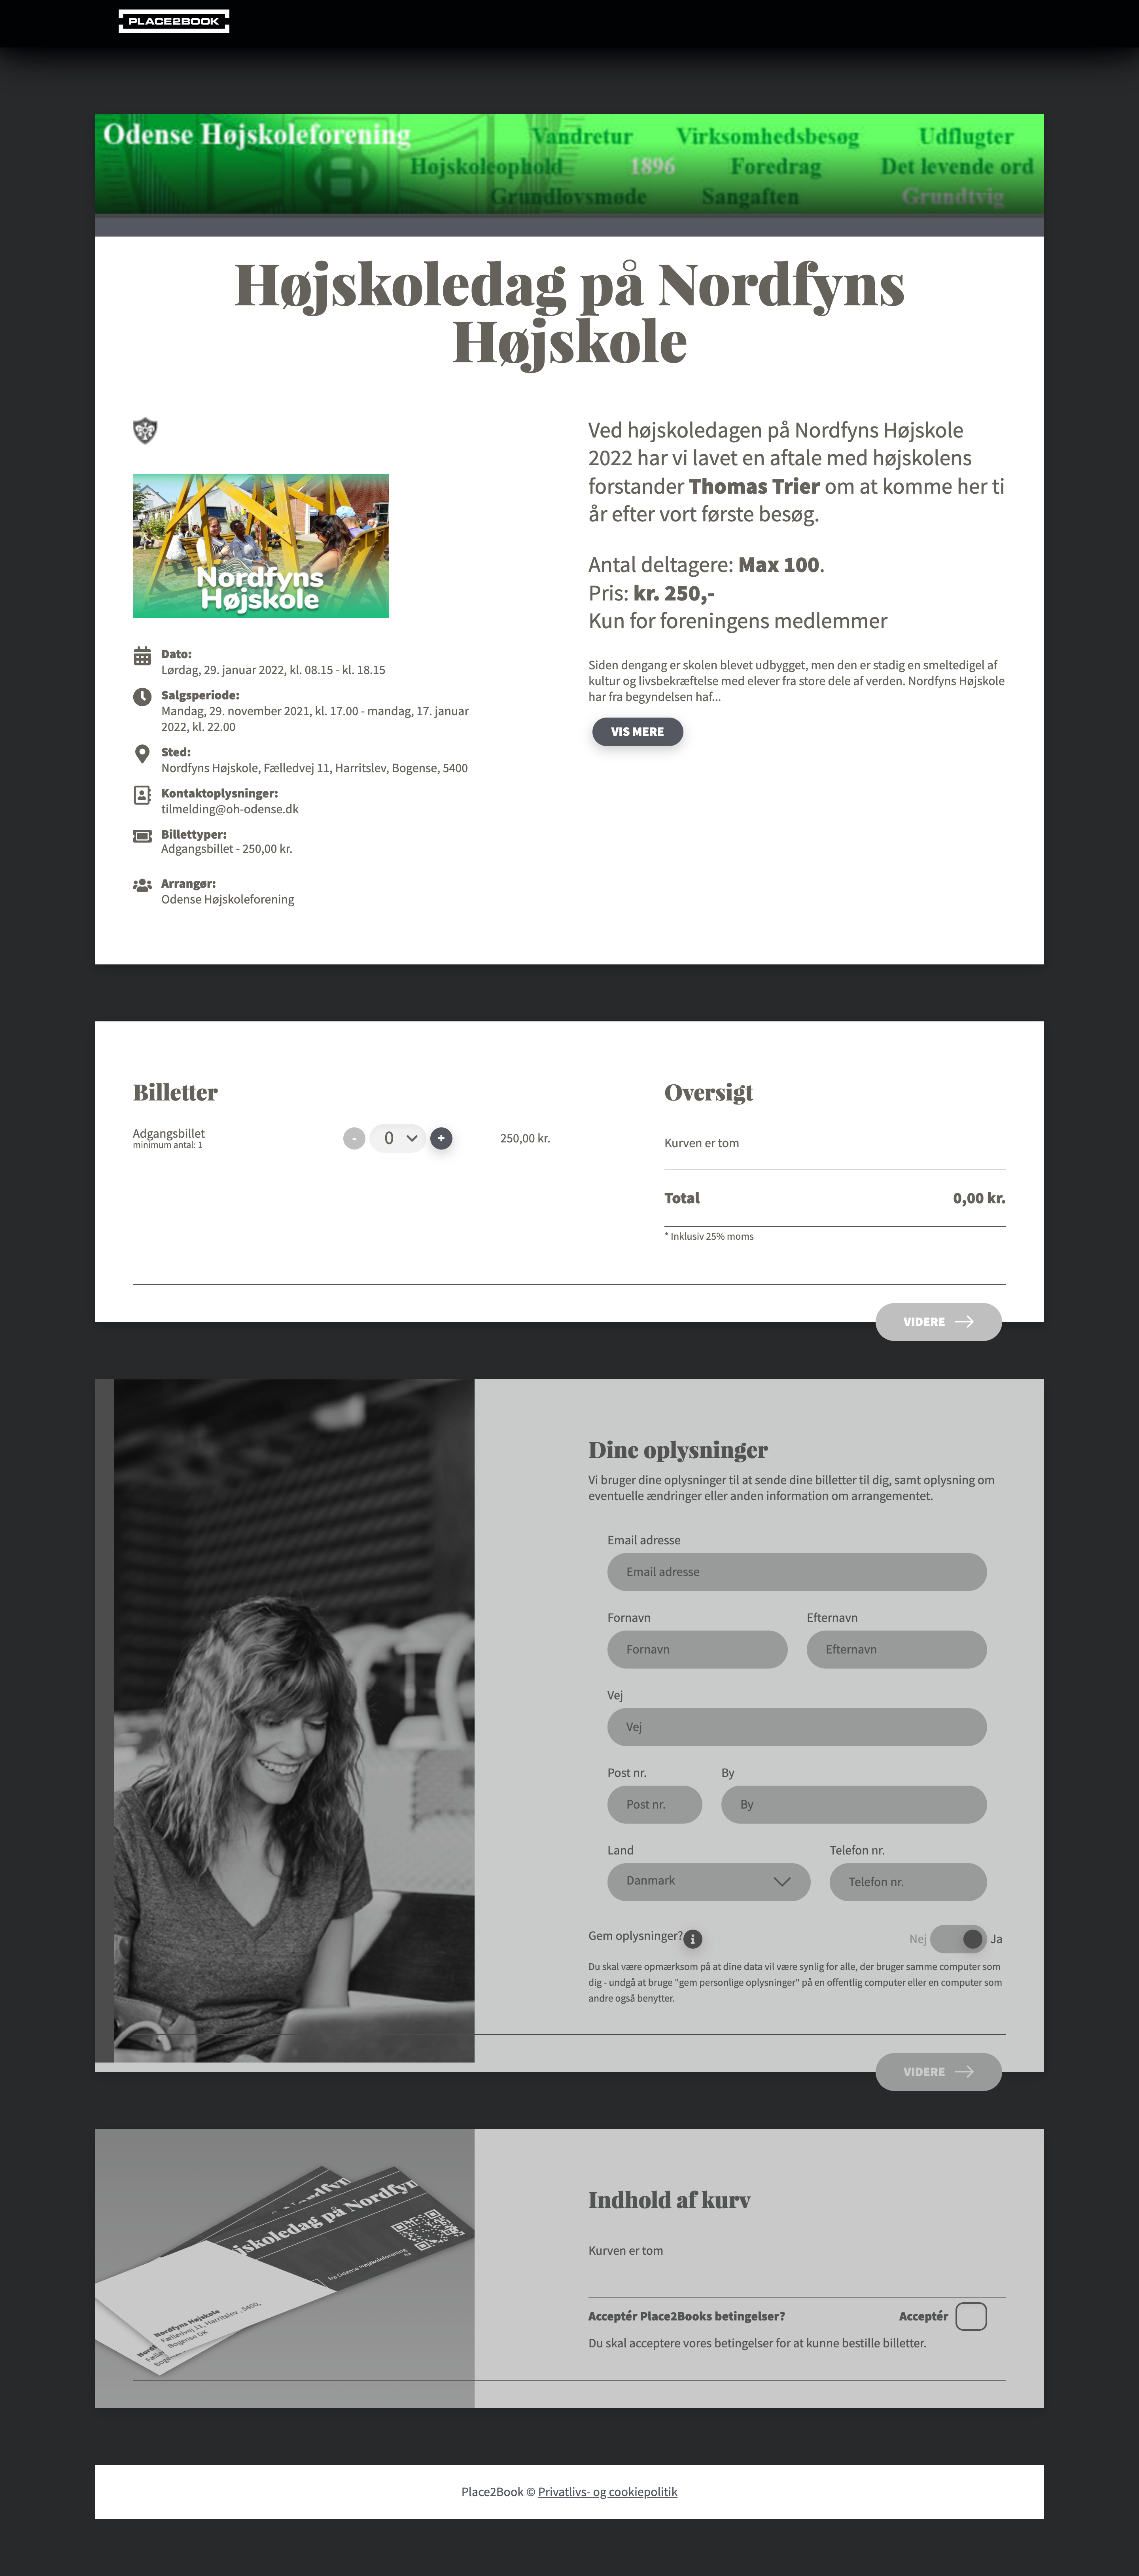 PLACE2BOOK
Odense Højskoleforening
Vandretur Virksomhedsbesøg Udflugter
Højskoleophold 1896 Foredrag Det levende ord
Grundlovsmøde Sangaften Grundtvig
Højskoledag på Nordfyns
Højskole
Nordfyns
Højskole
Dato:
Lørdag, 29. januar 2022, kl. 08.15 - kl. 18.15
Salgsperiode:
Mandag, 29. november 2021, kl. 17.00 - mandag, 17. januar
2022, kl. 22.00
Sted:
Nordfyns Højskole, Fælledvej 11, Harritslev, Bogense, 5400
Kontaktoplysninger:
tilmelding@oh-odense.dk
Billettyper:
Adgangsbillet - 250,00 kr.
Arrangør:
Odense Højskoleforening
Ved højskoledagen på Nordfyns Højskole
2022 har vi lavet en aftale med højskolens
forstander Thomas Trier om at komme her ti
år efter vort første besøg.
Antal deltagere: Max 100.
Pris: kr. 250,-
Kun for foreningens medlemmer
Siden dengang er skolen blevet udbygget, men den er stadig en smeltedigel af
kultur og livsbekræftelse med elever fra store dele af verden. Nordfyns Højskole
har fra begyndelsen haf...
VIS MERE
Billetter
Adgangsbillet
minimum antal: 1
- 0 +
250,00 kr.
Oversigt
Kurven er tom
Total 0,00 kr.
* Inklusiv 25% moms
VIDERE
Dine oplysninger
Vi bruger dine oplysninger til at sende dine billetter til dig, samt oplysning om
eventuelle ændringer eller anden information om arrangementet.
Email adresse
Email adresse
Fornavn Efternavn
Fornavn Efternavn
Vej
Vej
Post nr. By
Post nr. By
Land Telefon nr.
Danmark Telefon nr.
Gem oplysninger? i Nej Ja
Du skal være opmærksom på at dine data vil være synlig for alle, der bruger samme computer som
dig - undgå at bruge "gem personlige oplysninger" på en offentlig computer eller en computer som
andre også benytter.
VIDERE
jskoledag på Nordfyn
fra Odense Højskoleforening
Nordfyns Højskole
Fælledvej 11, Harritslev, 5400,
Bogense DK
Indhold af kurv
Kurven er tom
Acceptér Place2Books betingelser? Acceptér
Du skal acceptere vores betingelser for at kunne bestille billetter.
Place2Book © Privatlivs- og cookiepolitik